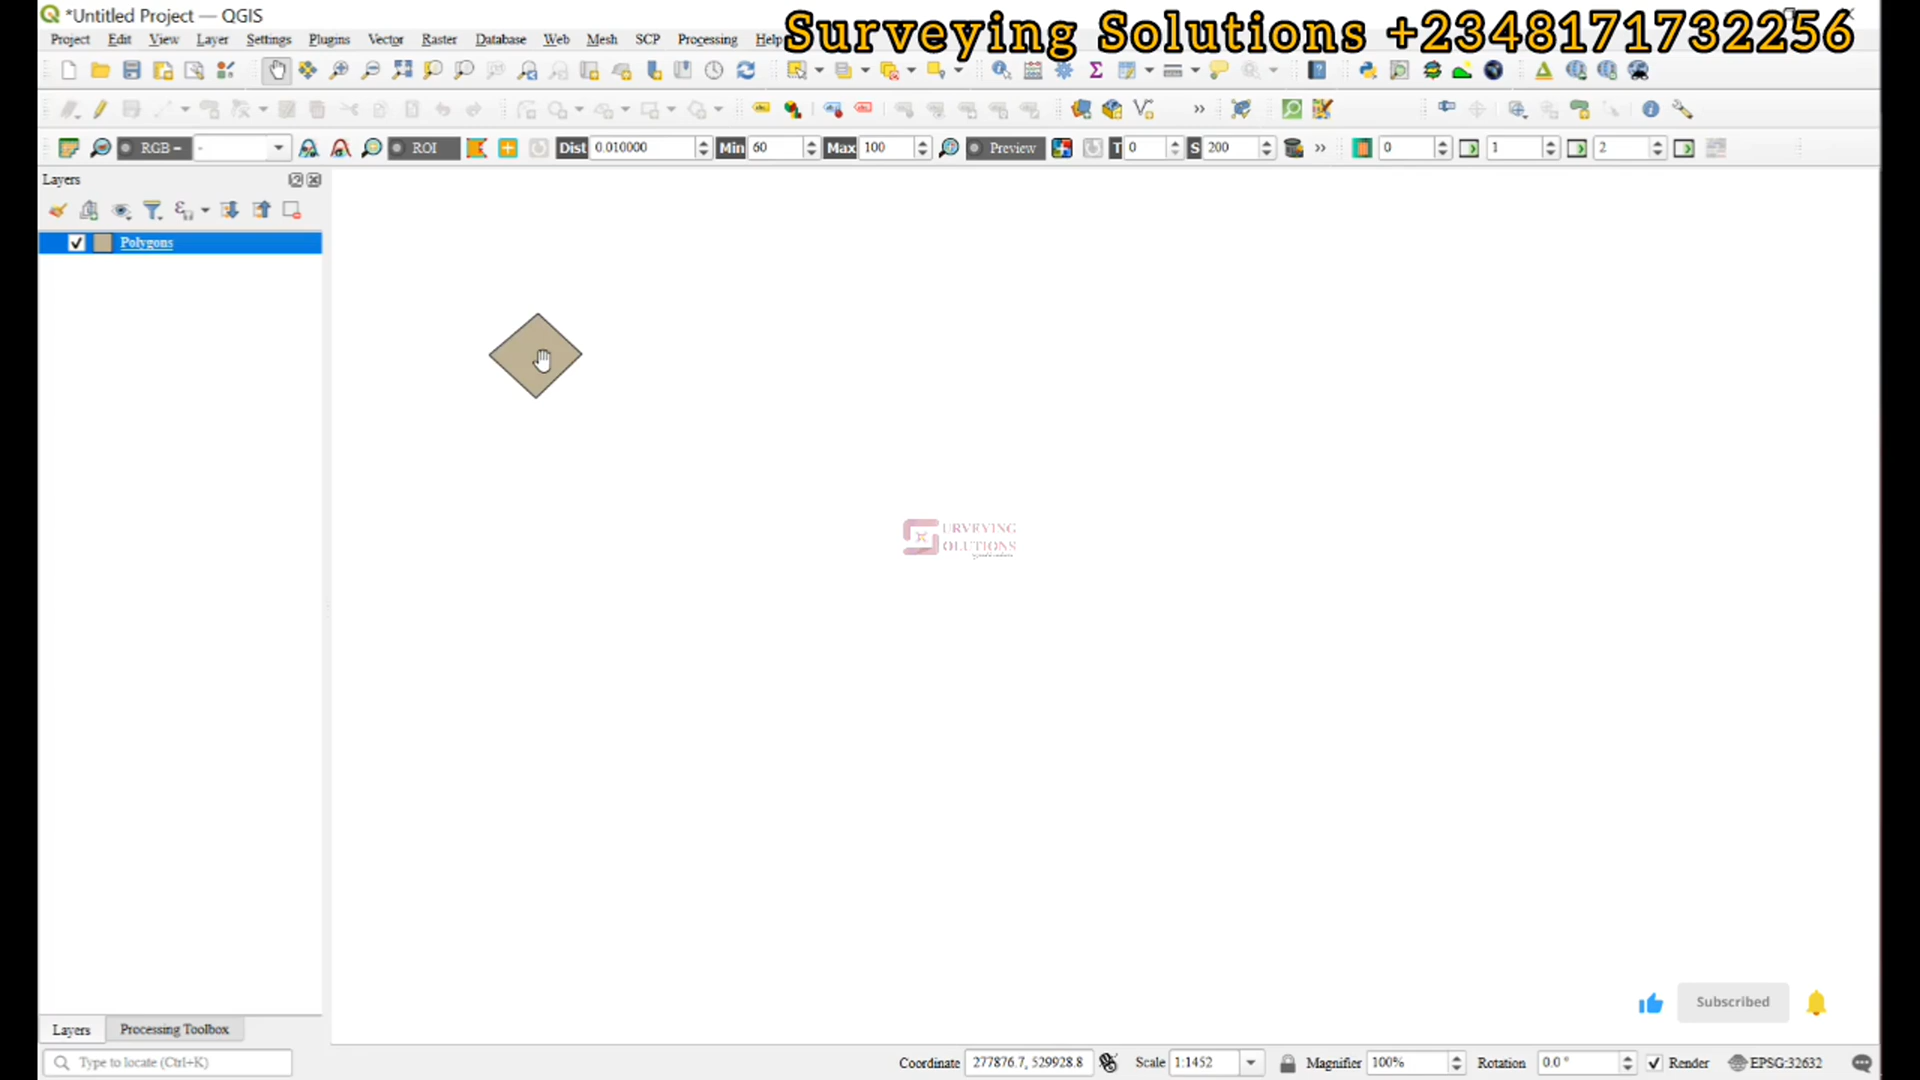 *Untitled Project — QGIS
Surveying Solutions +2348171732256
Project Edit View Layer Settings Plugins Vector Raster Database Web Mesh SCP Processing Help
RGB = - ROI Dist 0.010000 Min 60 Max 100 Preview T 0 S 200 » 0 1 2
Layers
Polygons
URVEYING
OLUTIONS
Subscribed
Layers Processing Toolbox
Type to locate (Ctrl+K) Coordinate 277876.7, 529928.8 Scale 1:1452 Magnifier 100% Rotation 0.0 ° Render EPSG:32632